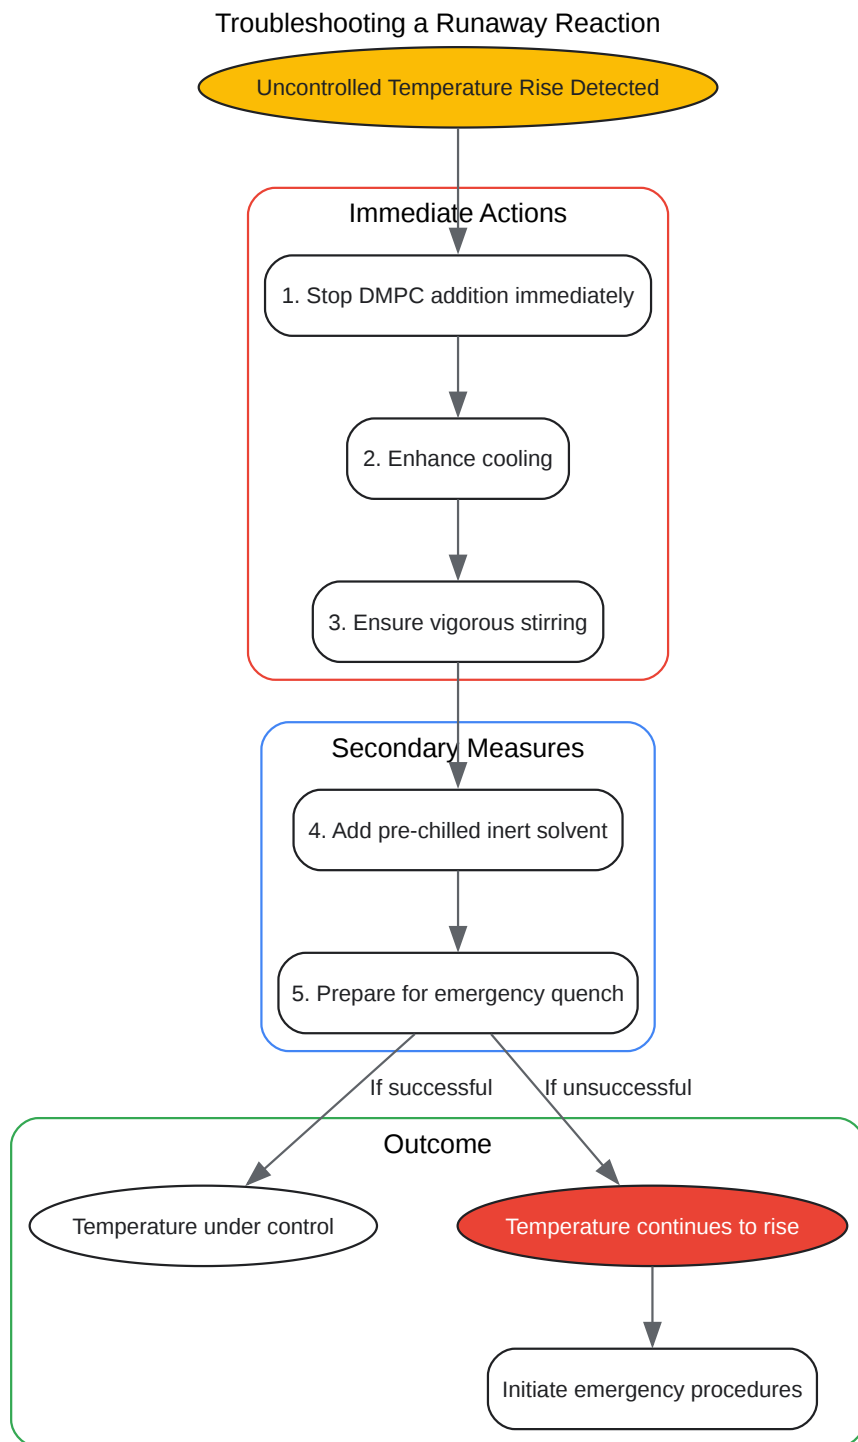 Troubleshooting a Runaway Reaction
Uncontrolled Temperature Rise Detected
Immediate Actions
1. Stop DMPC addition immediately
2. Enhance cooling
3. Ensure vigorous stirring
Secondary Measures
4. Add pre-chilled inert solvent
5. Prepare for emergency quench
If successful
If unsuccessful
Outcome
Temperature under control
Temperature continues to rise
Initiate emergency procedures